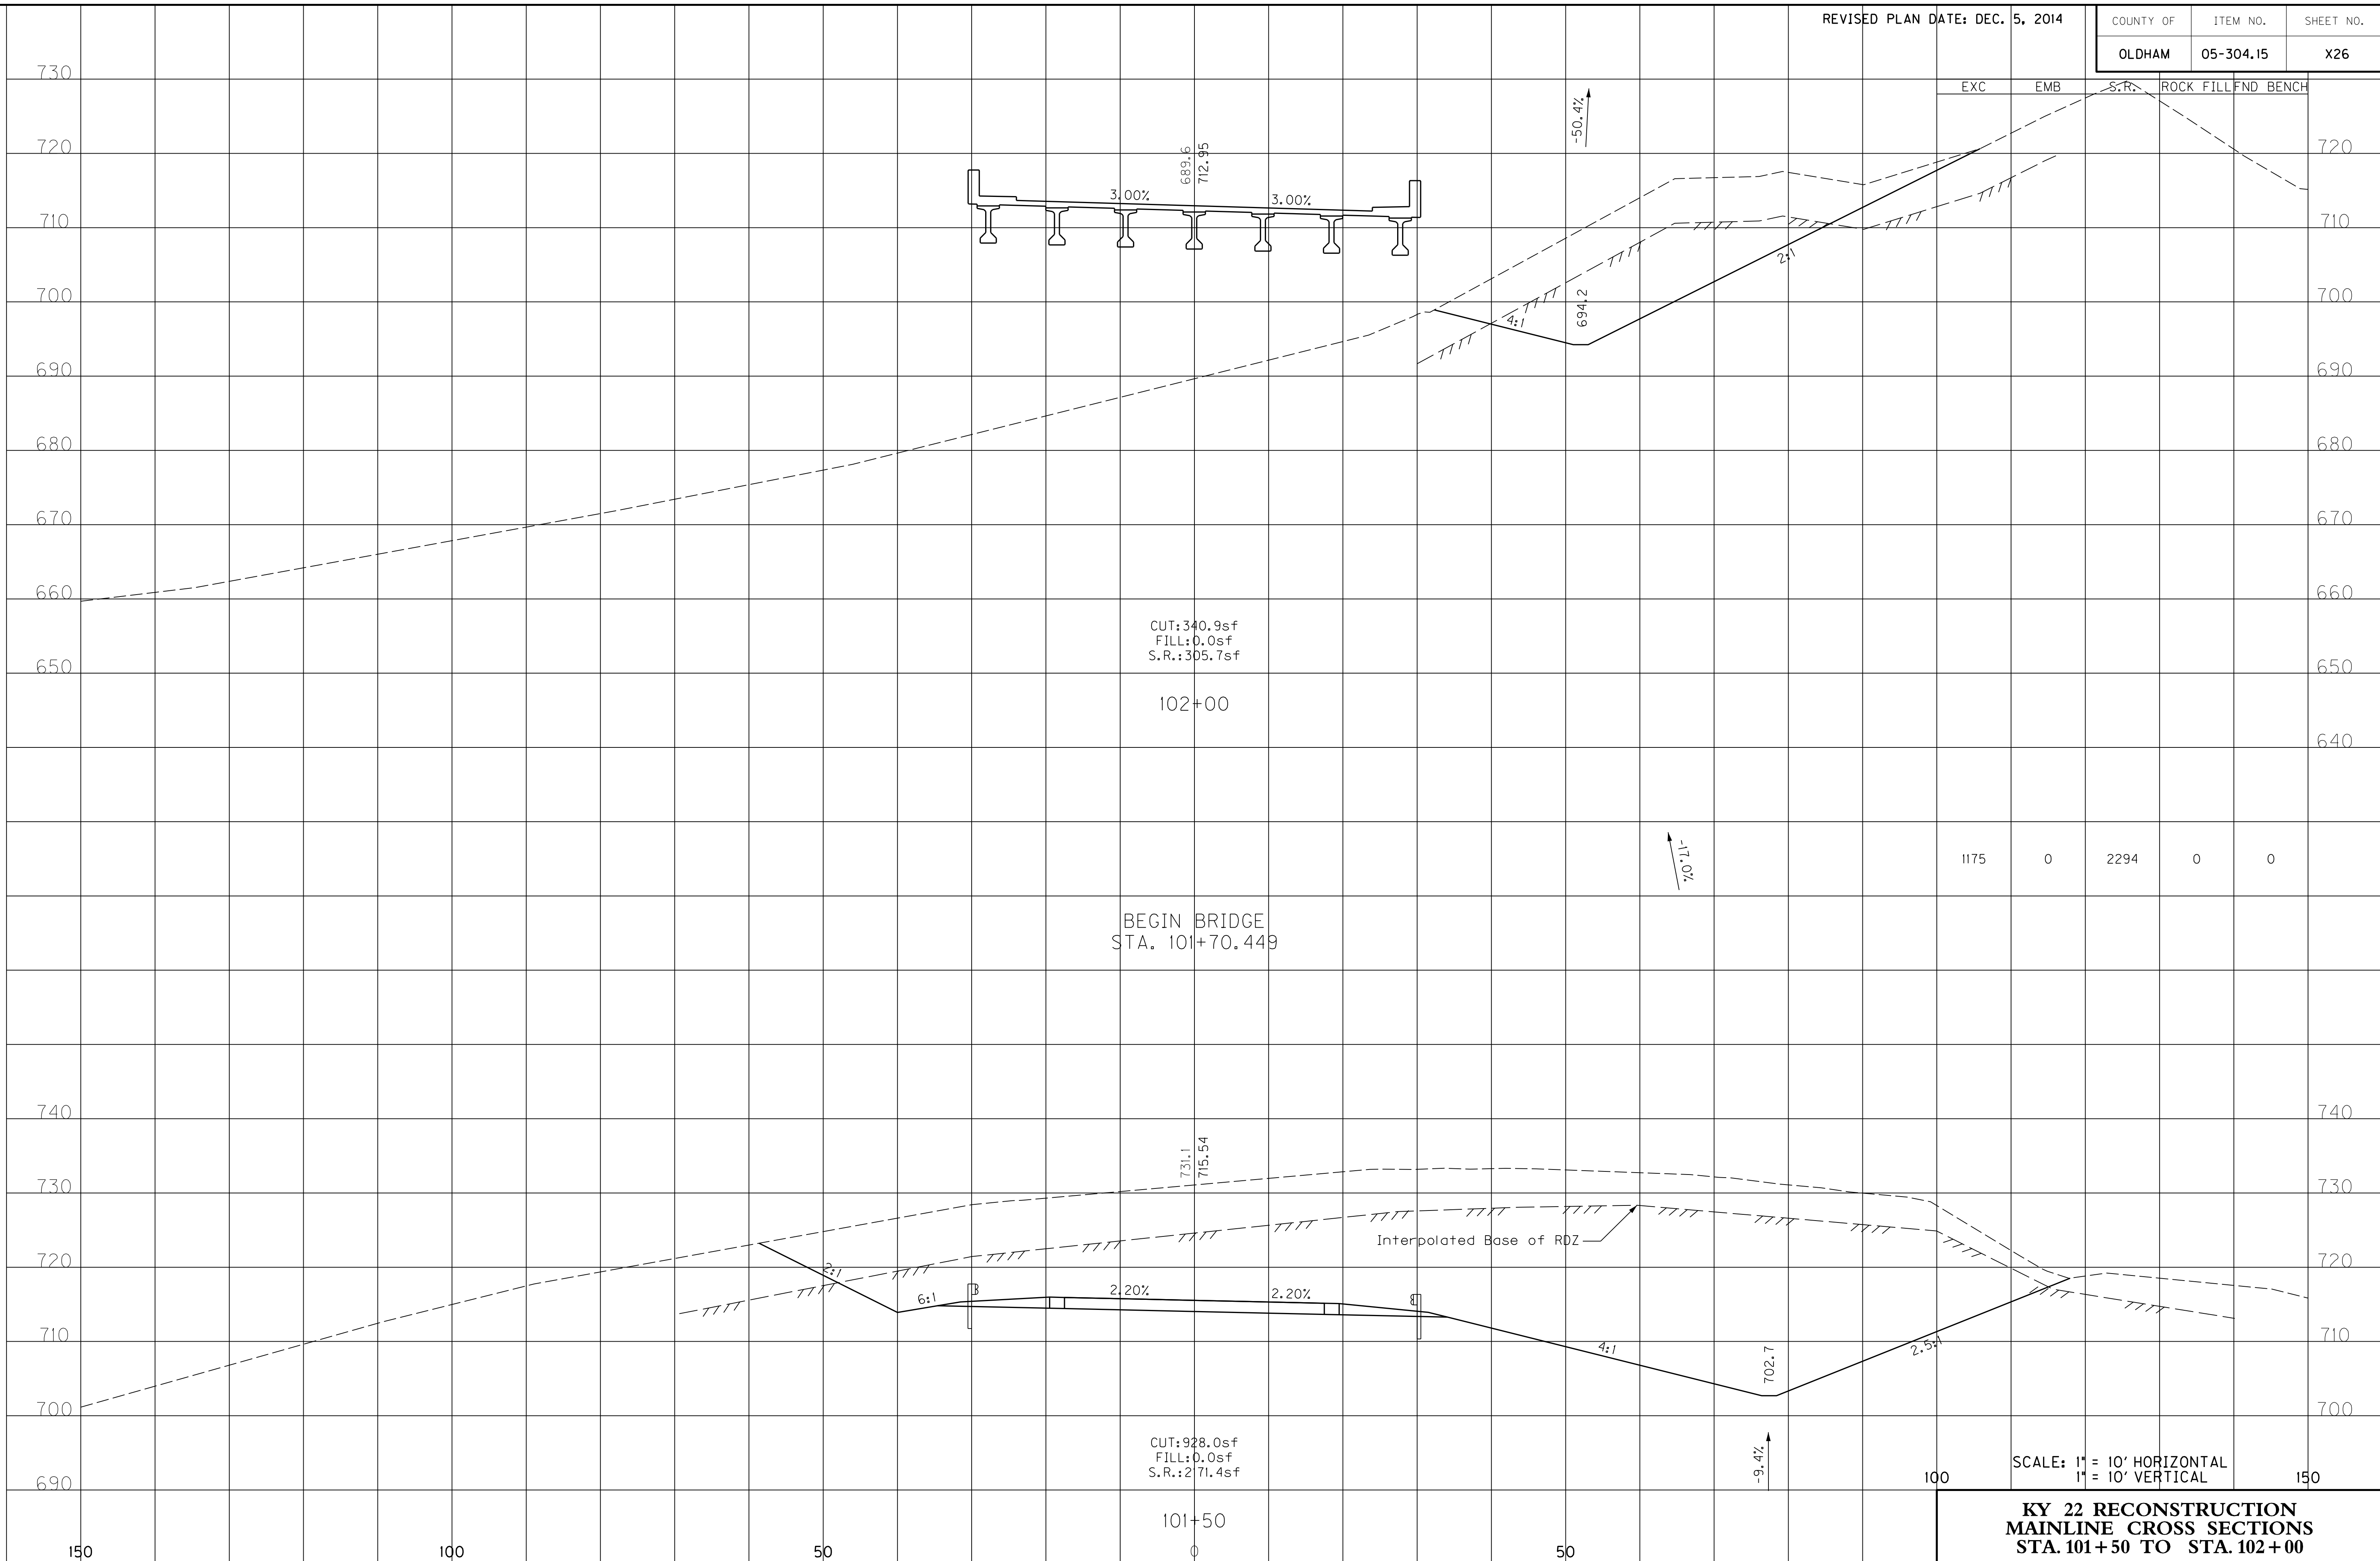 REVISED PLAN DATE: DEC. 5, 2014
COUNTY OF ITEM NO. SHEET NO.
OLDHAM 05-304.15 X26
EXC EMB S.R. ROCK FILL FND BENCH
730
720 720
710 710
700 700
690 690
680 680
670 670
660 660
650 650
640
689.6
712.95
3.00% 3.00%
-50.4%
4:1
694.2
2:1
CUT:340.9sf
FILL:0.0sf
S.R.:305.7sf
102+00
-17.0%
1175 0 2294 0 0
BEGIN BRIDGE
STA. 101+70.449
740 740
730 730
720 720
710 710
700 700
690
731.1
715.54
Interpolated Base of RDZ
2:1
6:1
2.20% 2.20%
4:1
702.7
2.5:1
CUT:928.0sf
FILL:0.0sf
S.R.:2171.4sf
101+50
-9.4%
SCALE: 1" = 10' HORIZONTAL
1" = 10' VERTICAL
150 100 50 0 50 100 150
KY 22 RECONSTRUCTION
MAINLINE CROSS SECTIONS
STA. 101+50 TO STA. 102+00